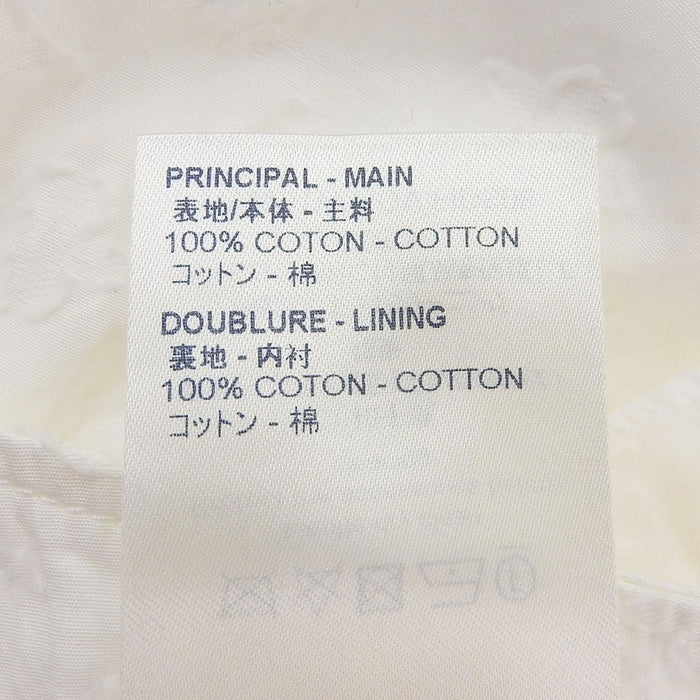 PRINCIPAL - MAIN
表地/本体 - 主料
100% COTON - COTTON
コットン - 棉
DOUBLURE - LINING
裏地 - 内衬
100% COTON - COTTON
コットン - 棉